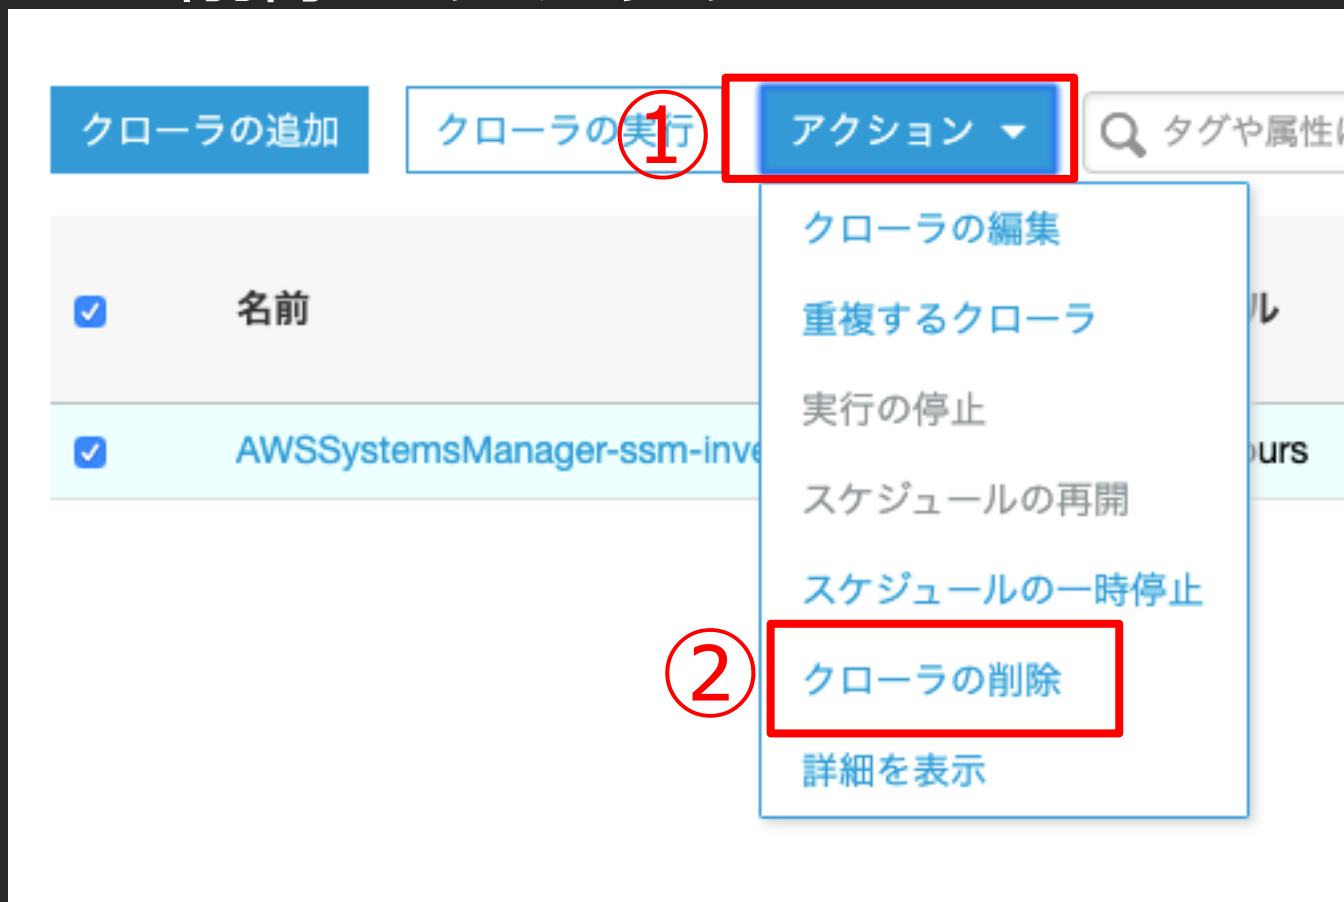 クローラの追加
クローラの実行
①
アクション
タグや属性
クローラの編集
名前
重複するクローラ
ル
実行の停止
AWSSystemsManager-ssm-inve
urs
スケジュールの再開
スケジュールの一時停止
②
クローラの削除
詳細を表示